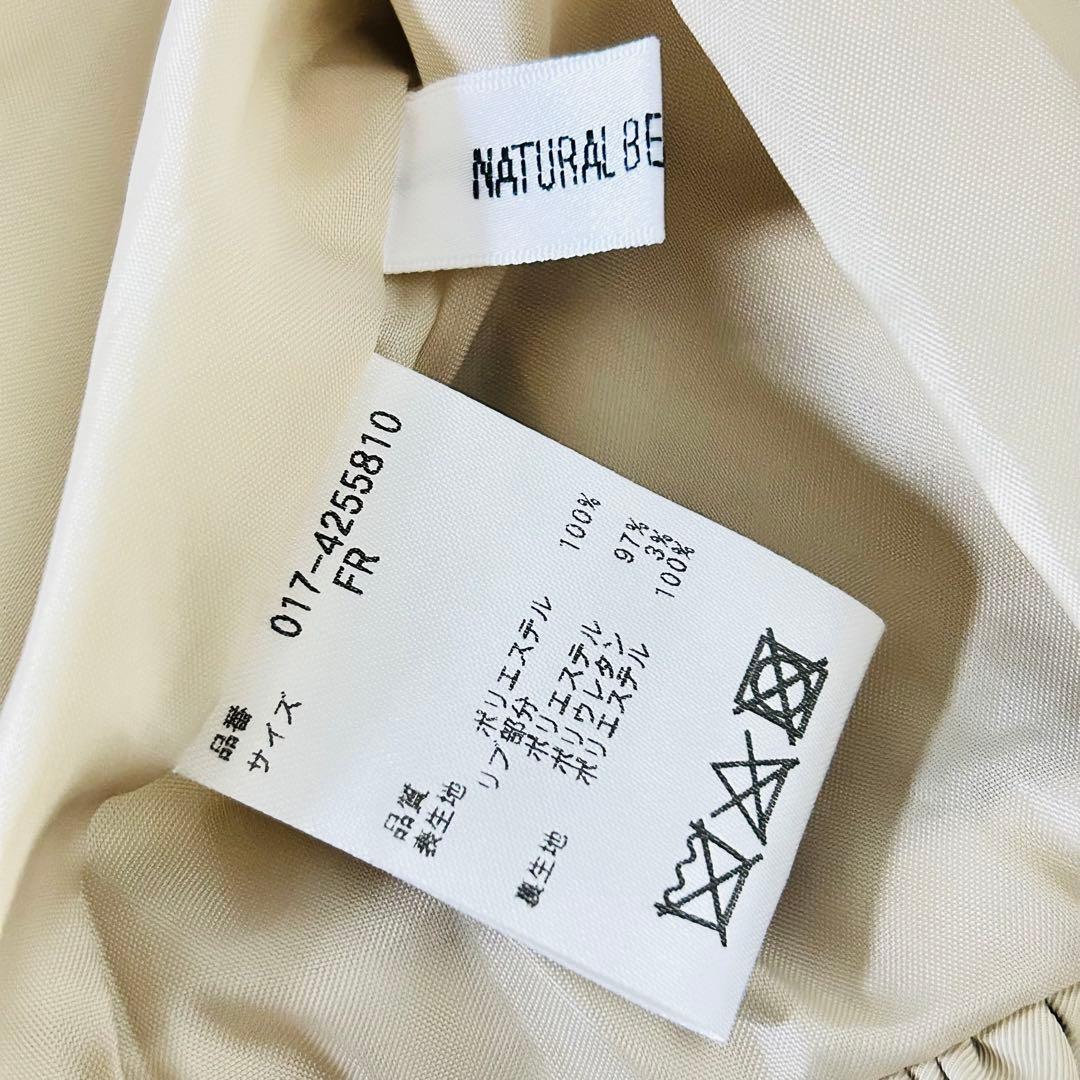 NATURAL BE
品番 017-4255810
サイズ FR
品質
表生地 ポリエステル 100%
リブ部分
ポリエステル 97%
ポリウレタン 3%
裏生地 ポリエステル 100%